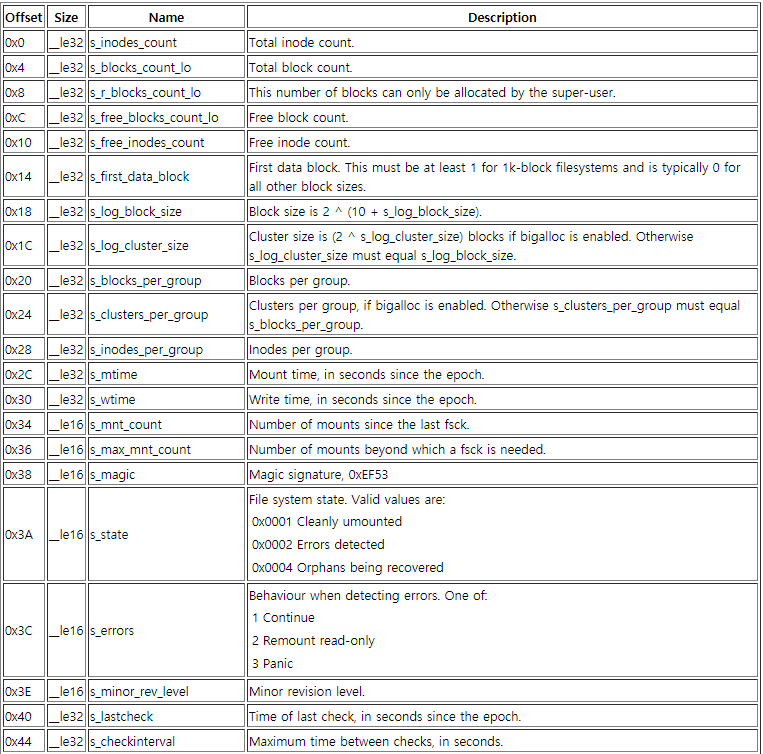 Offset Size Name Description
0x0 __le32 s_inodes_count Total inode count.
0x4 __le32 s_blocks_count_lo Total block count.
0x8 __le32 s_r_blocks_count_lo This number of blocks can only be allocated by the super-user.
0xC __le32 s_free_blocks_count_lo Free block count.
0x10 __le32 s_free_inodes_count Free inode count.
0x14 __le32 s_first_data_block First data block. This must be at least 1 for 1k-block filesystems and is typically 0 for
all other block sizes.
0x18 __le32 s_log_block_size Block size is 2 ^ (10 + s_log_block_size).
0x1C __le32 s_log_cluster_size Cluster size is (2 ^ s_log_cluster_size) blocks if bigalloc is enabled. Otherwise
s_log_cluster_size must equal s_log_block_size.
0x20 __le32 s_blocks_per_group Blocks per group.
0x24 __le32 s_clusters_per_group Clusters per group, if bigalloc is enabled. Otherwise s_clusters_per_group must equal
s_blocks_per_group.
0x28 __le32 s_inodes_per_group Inodes per group.
0x2C __le32 s_mtime Mount time, in seconds since the epoch.
0x30 __le32 s_wtime Write time, in seconds since the epoch.
0x34 __le16 s_mnt_count Number of mounts since the last fsck.
0x36 __le16 s_max_mnt_count Number of mounts beyond which a fsck is needed.
0x38 __le16 s_magic Magic signature, 0xEF53
0x3A __le16 s_state File system state. Valid values are:
0x0001 Cleanly umounted
0x0002 Errors detected
0x0004 Orphans being recovered
0x3C __le16 s_errors Behaviour when detecting errors. One of:
1 Continue
2 Remount read-only
3 Panic
0x3E __le16 s_minor_rev_level Minor revision level.
0x40 __le32 s_lastcheck Time of last check, in seconds since the epoch.
0x44 __le32 s_checkinterval Maximum time between checks, in seconds.